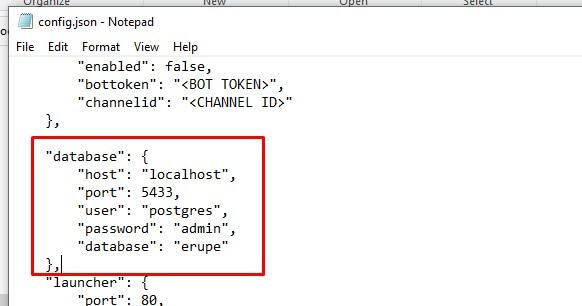 Organize
New
Open
Select
config.json - Notepad
File Edit Format View Help
"enabled": false,
"bottoken": "<BOT TOKEN>",
"channelid": "<CHANNEL ID>"
},
"database": {
"host": "localhost",
"port": 5433,
"user": "postgres",
"password": "admin",
"database": "erupe"
},
"launcher": {
"port": 80,